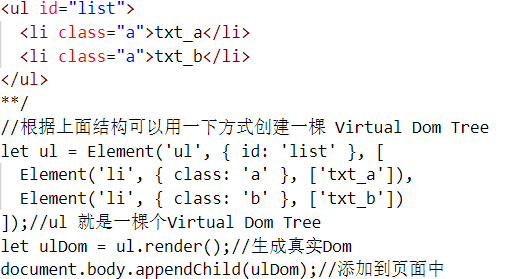 <ul id="list">
  <li class="a">txt_a</li>
  <li class="a">txt_b</li>
</ul>
**/
//根据上面结构可以用一下方式创建一棵 Virtual Dom Tree
let ul = Element('ul', { id: 'list' }, [
  Element('li', { class: 'a' }, ['txt_a']),
  Element('li', { class: 'b' }, ['txt_b'])
]);//ul 就是一棵个Virtual Dom Tree
let ulDom = ul.render();//生成真实Dom
document.body.appendChild(ulDom);//添加到页面中